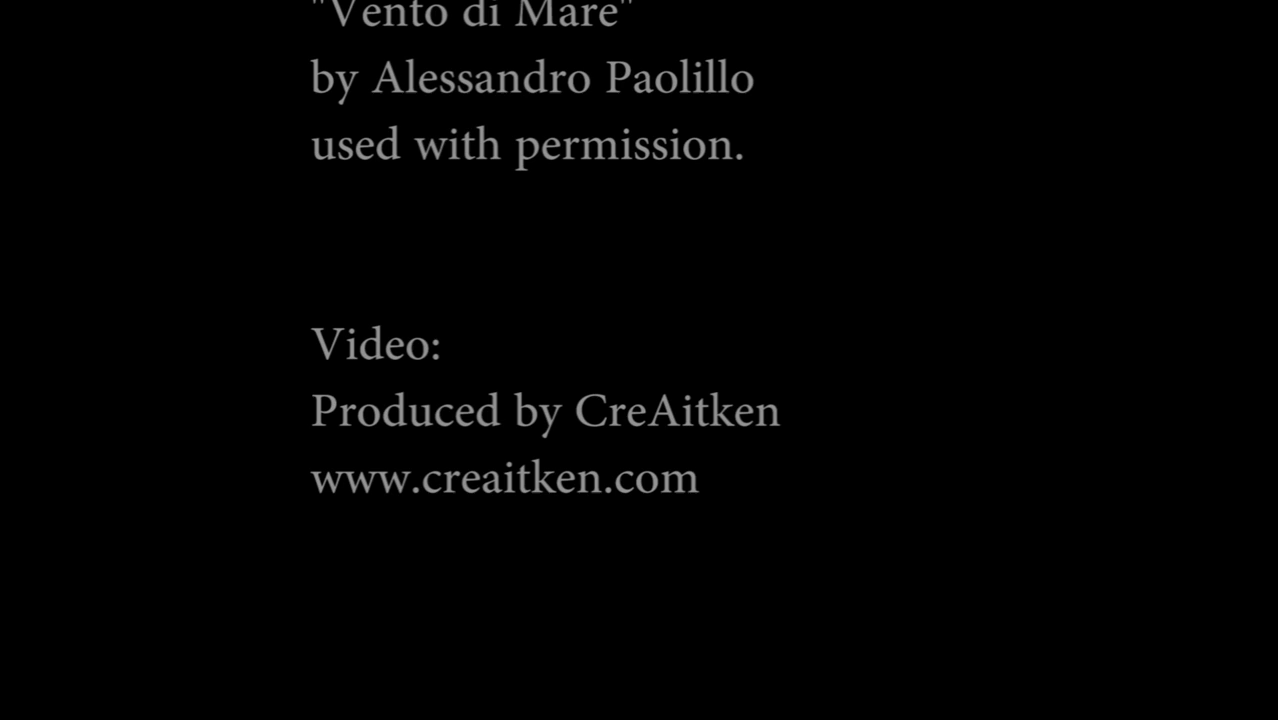 "Vento di Mare"
by Alessandro Paolillo
used with permission.
Video:
Produced by CreAitken
www.creaitken.com